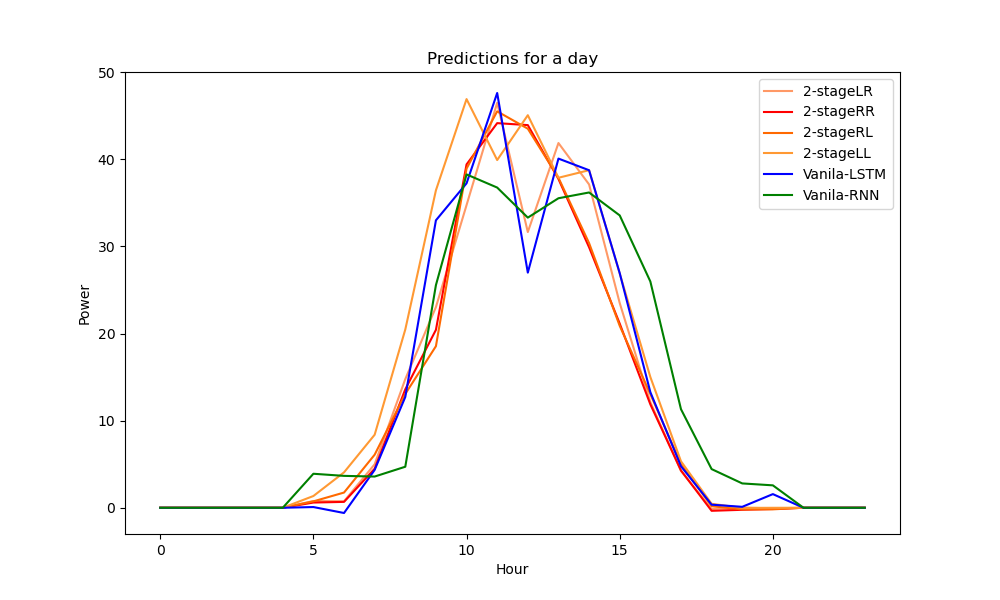 Predictions for a day
50
40
30
20
10
0
Power
0 5 10 15 20
Hour
2-stageLR
2-stageRR
2-stageRL
2-stageLL
Vanila-LSTM
Vanila-RNN